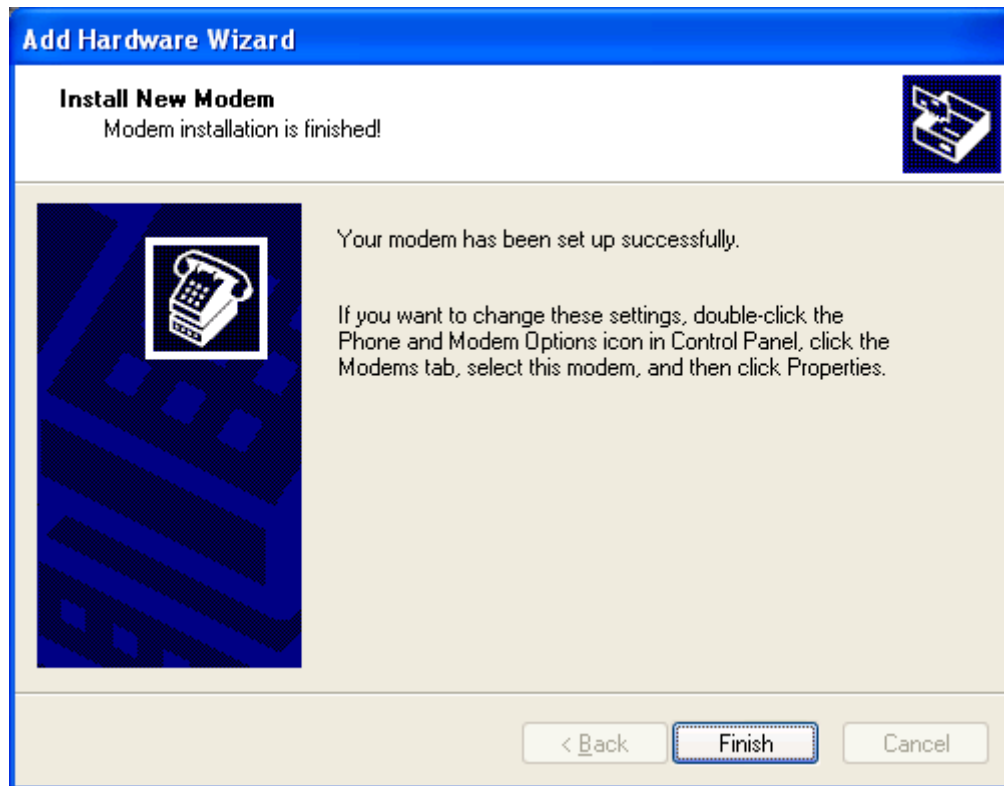 Add Hardware Wizard
Install New Modem
Modem installation is finished!
Your modem has been set up successfully.
If you want to change these settings, double-click the
Phone and Modem Options icon in Control Panel, click the
Modems tab, select this modem, and then click Properties.
< Back
Finish
Cancel